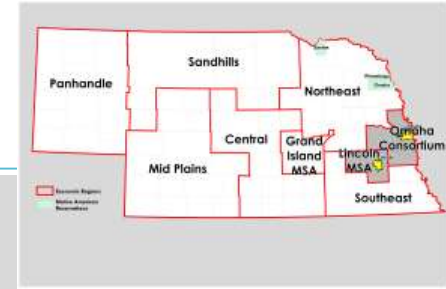 Sandhills
Panhandle
Northeast
Omaha
Consortium
Central
Grand
Island
MSA
Lincoln
MSA
Mid Plains
Southeast
Economic Regions
Native American
Reservations